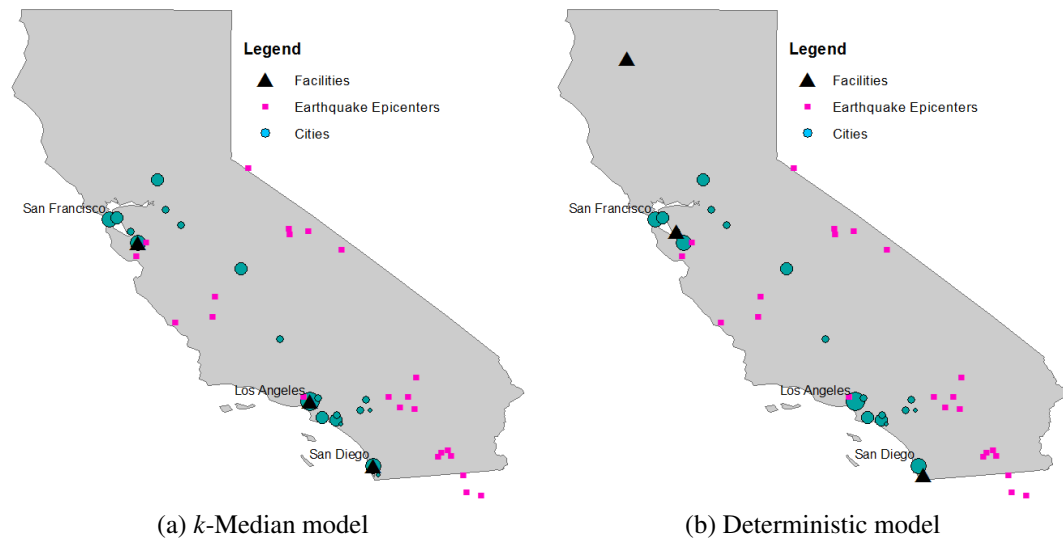 Legend
Facilities
Earthquake Epicenters
Cities
San Francisco
Los Angeles
San Diego
(a) k-Median model
Legend
Facilities
Earthquake Epicenters
Cities
San Francisco
Los Angeles
San Diego
(b) Deterministic model